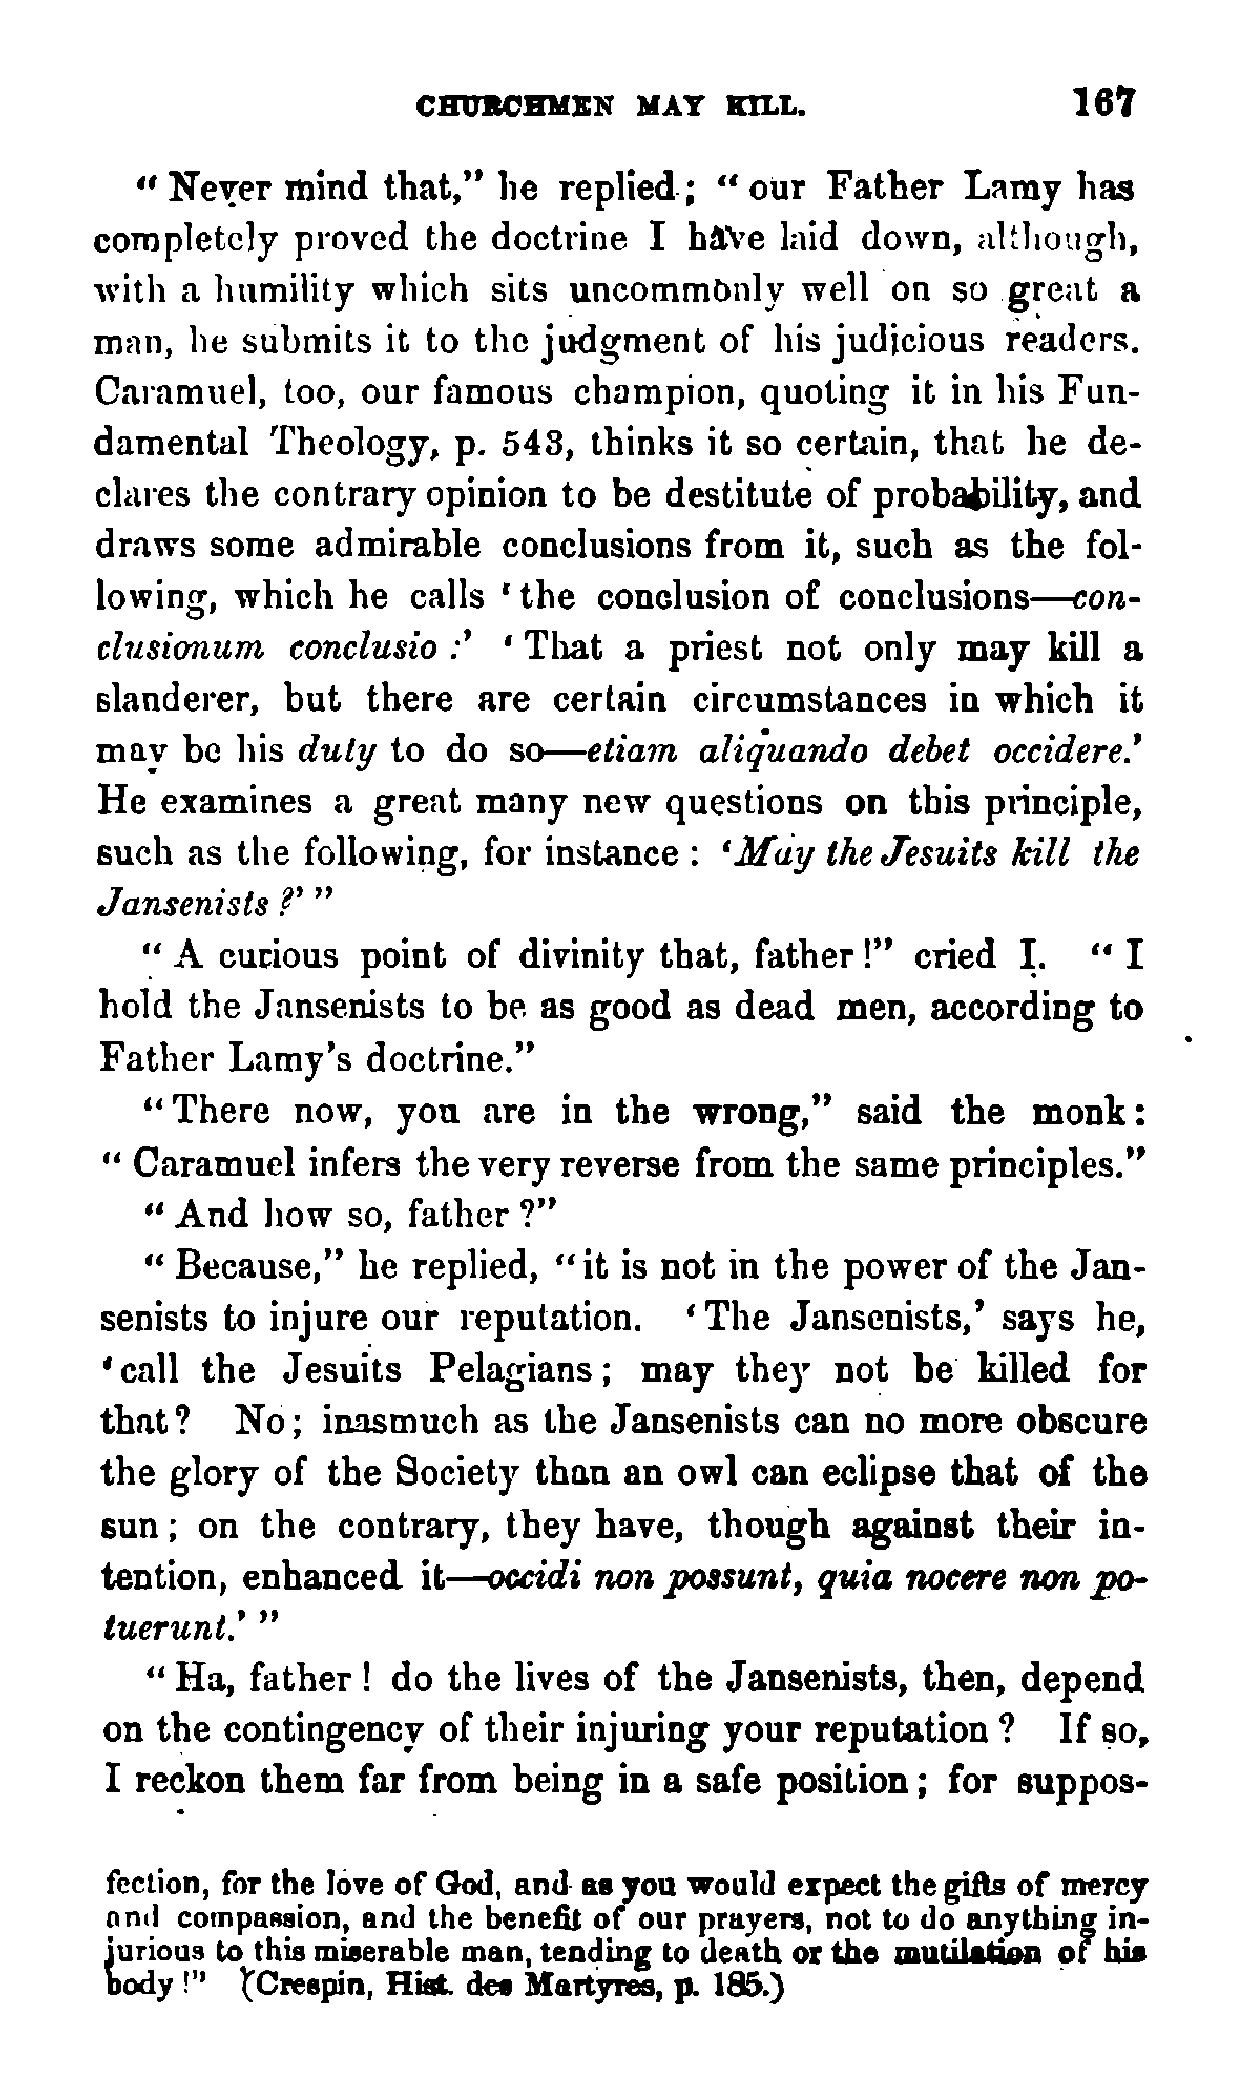 CHURCHMEN MAY KILL. 167
“ Never mind that,” he replied ; “ our Father Lamy has
completely proved the doctrine I have laid down, although,
with a humility which sits uncommonly well on so great a
man, he submits it to the judgment of his judicious readers.
Caramuel, too, our famous champion, quoting it in his Fun-
damental Theology, p. 543, thinks it so certain, that he de-
clares the contrary opinion to be destitute of probability, and
draws some admirable conclusions from it, such as the fol-
lowing, which he calls ‘ the conclusion of conclusions—con-
clusionum conclusio :’ ‘ That a priest not only may kill a
slanderer, but there are certain circumstances in which it
may be his duty to do so—etiam aliquando debet occidere.’
He examines a great many new questions on this principle,
such as the following, for instance : ‘May the Jesuits kill the
Jansenists ?’ ”
“ A curious point of divinity that, father !” cried I. “ I
hold the Jansenists to be as good as dead men, according to
Father Lamy’s doctrine.”
“ There now, you are in the wrong,” said the monk :
“ Caramuel infers the very reverse from the same principles.”
“ And how so, father ?”
“ Because,” he replied, “ it is not in the power of the Jan-
senists to injure our reputation. ‘ The Jansenists,’ says he,
‘ call the Jesuits Pelagians ; may they not be killed for
that ? No ; inasmuch as the Jansenists can no more obscure
the glory of the Society than an owl can eclipse that of the
sun ; on the contrary, they have, though against their in-
tention, enhanced it—occidi non possunt, quia nocere non po-
tuerunt.’ ”
“ Ha, father ! do the lives of the Jansenists, then, depend
on the contingency of their injuring your reputation ? If so,
I reckon them far from being in a safe position ; for suppos-
fection, for the love of God, and as you would expect the gifts of mercy
and compassion, and the benefit of our prayers, not to do anything in-
jurious to this miserable man, tending to death or the mutilation of his
body !” (Crespin, Hist. des Martyres, p. 185.)